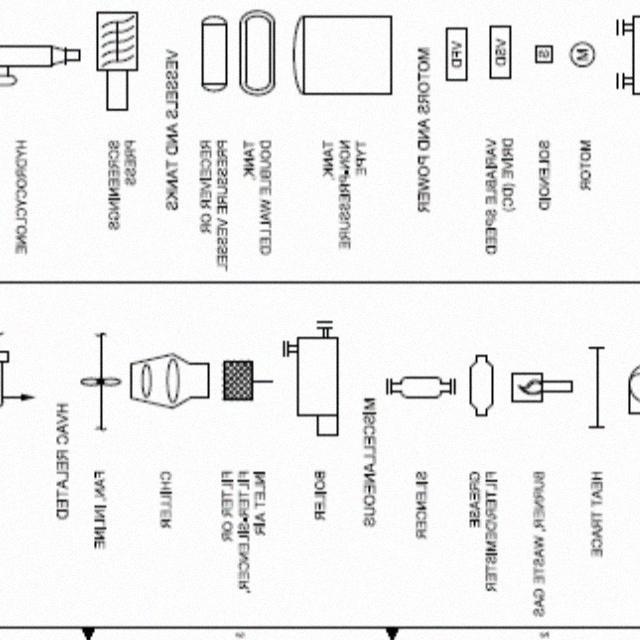 HYDROCYCLONE
SCREENINGS
PRESS
TANKS AND VESSELS
RECEIVER OR
PRESSURE VESSEL
TANK,
DOUBLE WALLED
TANK,
NON-PRESSURE
TYPE
MOTORS AND POWER
VFD
VSD
VARIABLE SPEED
DRIVE (DC)
S
SOLENOID
M
MOTOR
HVAC RELATED
FAN INLINE
CHILLER
FILTER OR
FILTER-SILENCER,
INLET AIR
BOILER
MISCELLANEOUS
SILENCER
GREASE
FILTER/DEMISTER
GAS WASTE BURNER
HEAT TRACE